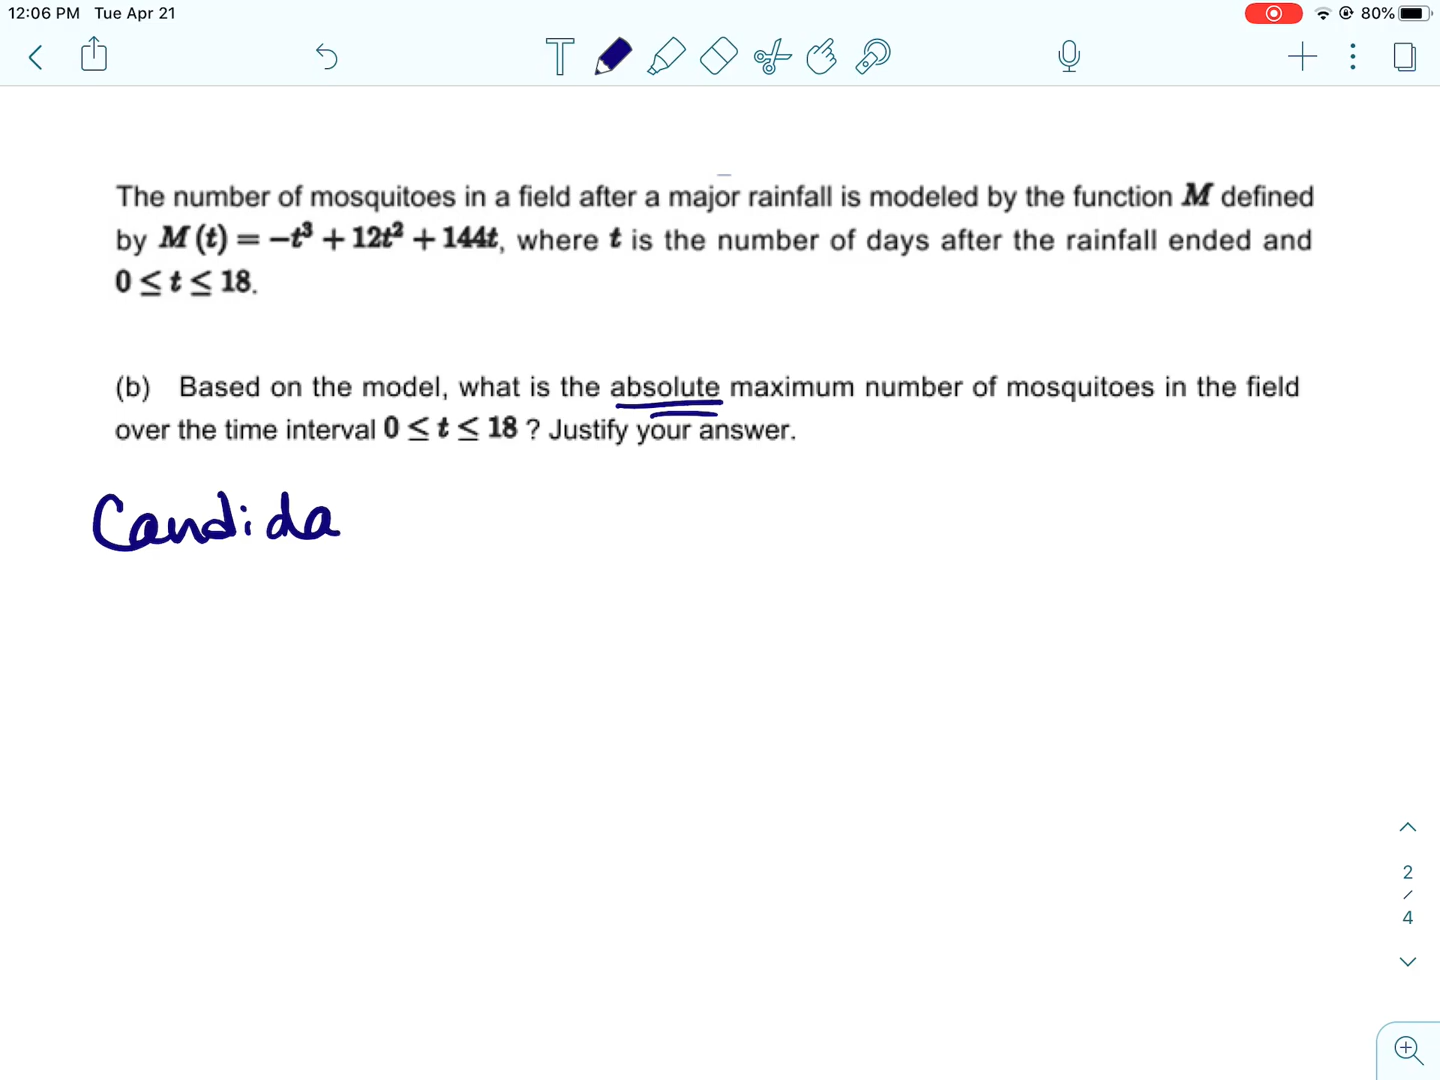 12:06 PM Tue Apr 21
80%
T
The number of mosquitoes in a field after a major rainfall is modeled by the function M defined
by M (t) = −t³ + 12t² + 144t, where t is the number of days after the rainfall ended and
0 ≤ t ≤ 18.
(b) Based on the model, what is the absolute maximum number of mosquitoes in the field
over the time interval 0 ≤ t ≤ 18 ? Justify your answer.
Candida
2
/
4